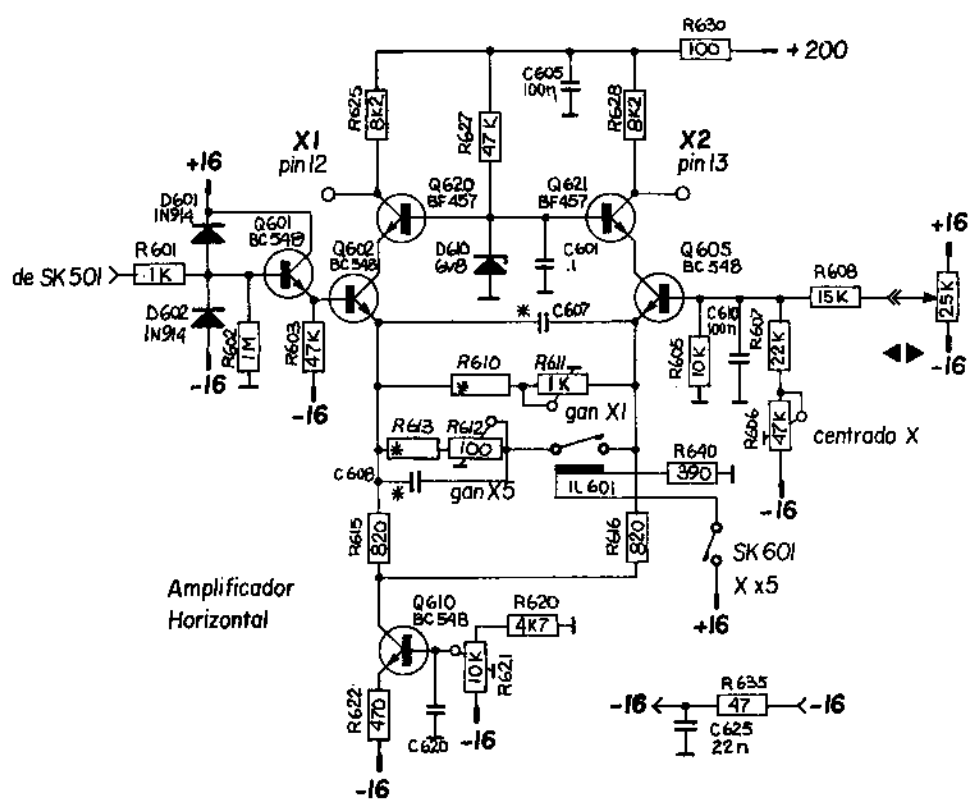 R630
100
+200
C605
100n
R625
8K2
R627
47K
R628
8K2
X1
pin 12
X2
pin 13
+16
D601
1N914
Q601
BC548
Q620
BF457
Q621
BF457
+16
R601
1K
de SK501
Q602
BC548
D610
6V8
C601
.1
Q605
BC 548
R608
15K
25K
D602
1N914
R602
1M
R603
47K
* C607
R605
10K
C610
100n
R607
22K
-16
-16
-16
R610
*
R611
1K
gan X1
R606
47K
centrado X
R613
*
R612
100
R640
390
C608
*
gan X5
IL601
-16
R615
820
R616
820
SK601
X x5
+16
Amplificador
Horizontal
Q610
BC548
R620
4K7
10K
R621
R622
470
C620
-16
-16
R635
-16
47
-16
C625
22n